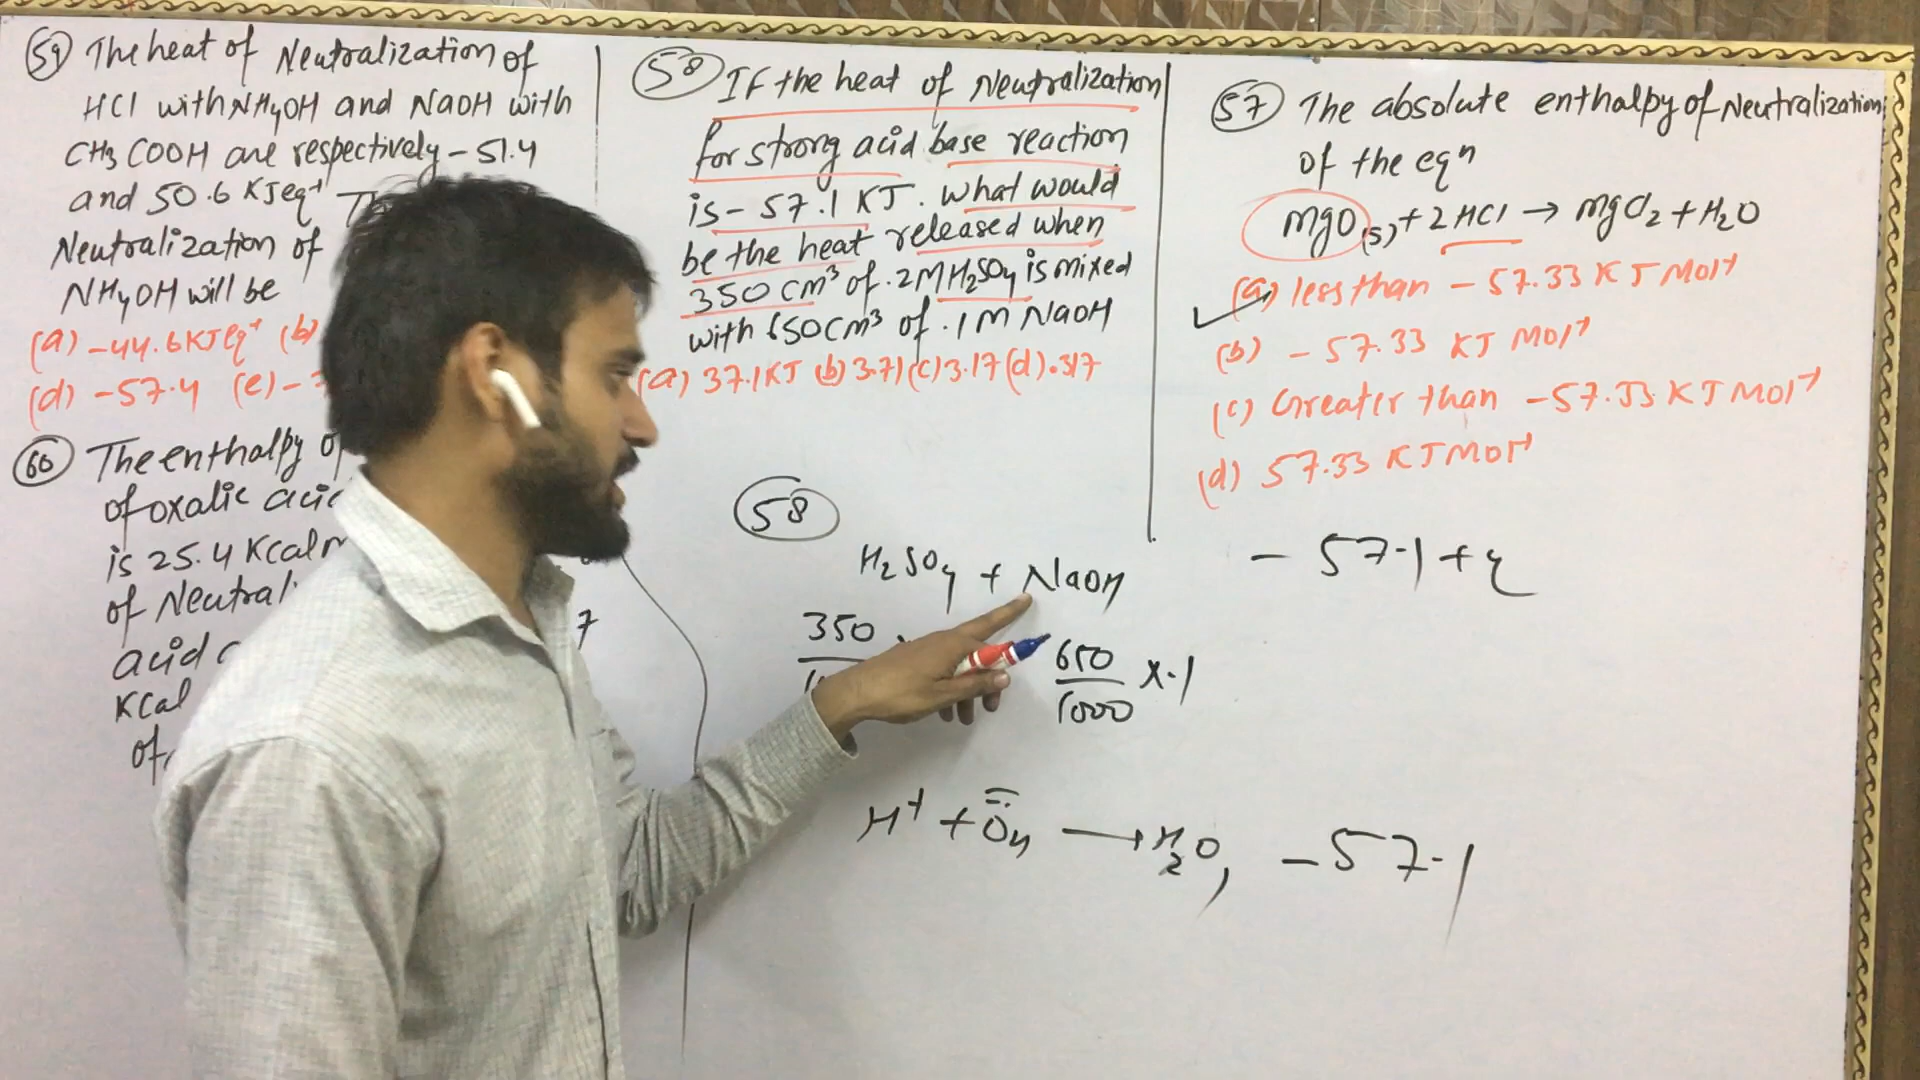 59 The heat of Neutralization of
HCl with NH4OH and NaOH with
CH3COOH are respectively -51.4
and 50.6 KJeq-1
Neutralization of
NH4OH will be
(a) -44.6KJeq-1 (b)
(d) -57.4 (e) -
60 The enthalpy
of oxalic
is 25.4 Kcal
of Neutral
acid
Kcal
of
7
58 IF the heat of Neutralization
for strong acid base reaction
is -57.1 KJ. What would
be the heat released when
350 cm³ of .2M H2SO4 is mixed
with 650cm³ of .1M NaOH
(a) 37.1KJ (b) 3.71 (c) 3.17 (d) .317
58
H2SO4 + NaOH
350
650/1000 x.1
H+ + OH → H2O, -57.1
57 The absolute enthalpy of Neutralization
of the eqn
MgO(s) + 2HCl → MgCl2 + H2O
(a) less than -57.33 KJ Mol-1
(b) -57.33 KJ Mol-1
(c) Greater than -57.33 KJ Mol-1
(d) 57.33 KJ Mol-1
-57.1 +